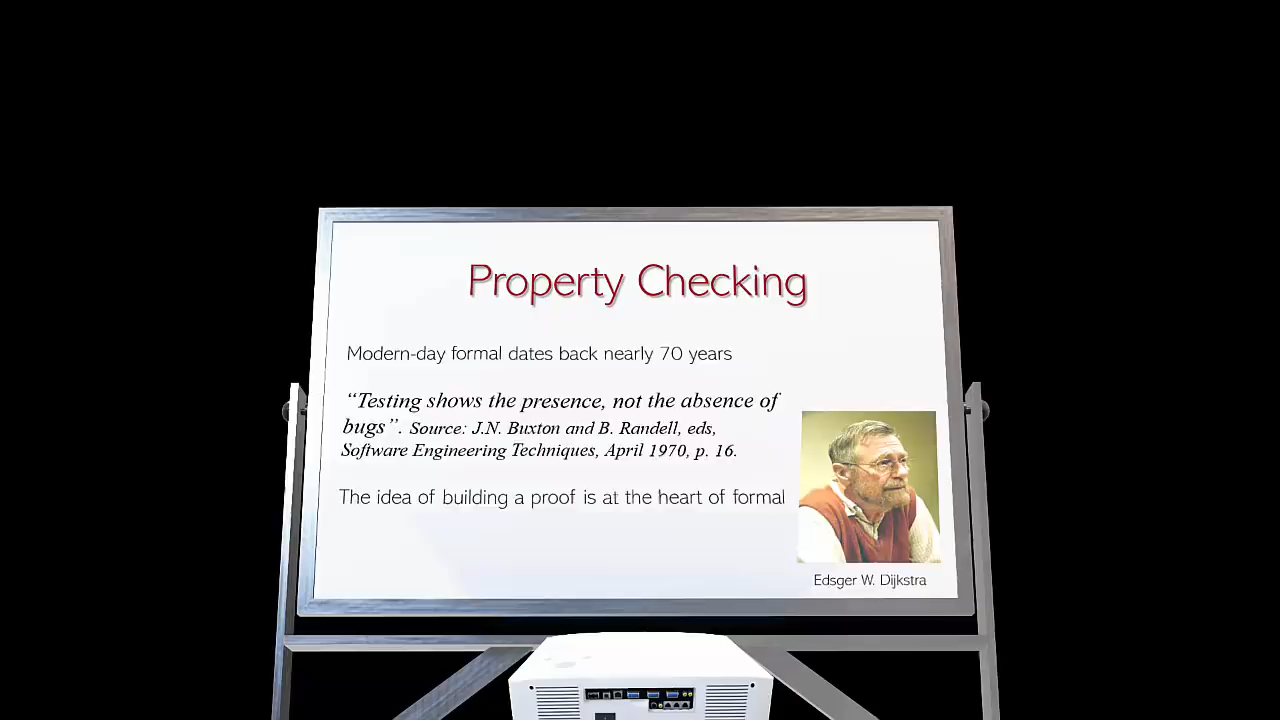 Property Checking
Modern-day formal dates back nearly 70 years
“Testing shows the presence, not the absence of
bugs”. Source: J.N. Buxton and B. Randell, eds,
Software Engineering Techniques, April 1970, p. 16.
The idea of building a proof is at the heart of formal
Edsger W. Dijkstra